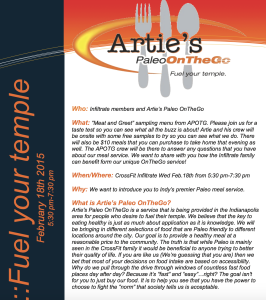 Artie's
PaleoOnTheGo
Fuel your temple.
:::Fuel your temple
February 18th 2015
5:30 pm-7:30 pm
Who: Infiltrate members and Artie's Paleo OnTheGo
What: "Meet and Greet" sampling menu from APOTG. Please join us for a
taste test so you can see what all the buzz is about! Artie and his crew will
be onsite with some free samples to try so you can see what we do. There
will also be $10 meals that you can purchase to take home that evening as
well. The APOTG crew will be there to answer any questions that you have
about our meal service. We want to share with you how the Infiltrate family
can benefit form our unique OnTheGo services!
When/Where: CrossFit Infiltrate Wed.Feb.18th from 5:30 pm-7:30 pm
Why: We want to introduce you to Indy's premier Paleo meal service.
What is Artie's Paleo OnTheGo?
Artie's Paleo OnTheGo is a service that is being provided in the Indianapolis
area for people who desire to fuel their temple. We believe that the key to
eating healthy is just as much about application as it is knowledge. We will
be bringing in different selections of food that are Paleo friendly to different
locations around the city. Our goal is to provide a healthy meal at a
reasonable price to the community. The truth is that while Paleo is mainly
seen in the CrossFit family it would be beneficial to anyone trying to better
their quality of life. If you are like us (We're guessing that you are) then we
bet that most of your decisions on food intake are based on accessibility.
Why do we pull through the drive through windows of countless fast food
places day after day? Because it's "fast" and "easy"...right? The goal isn't
for you to just buy our food. It is to help you see that you have the power to
choose to fight the "norm" that society tells us is acceptable.